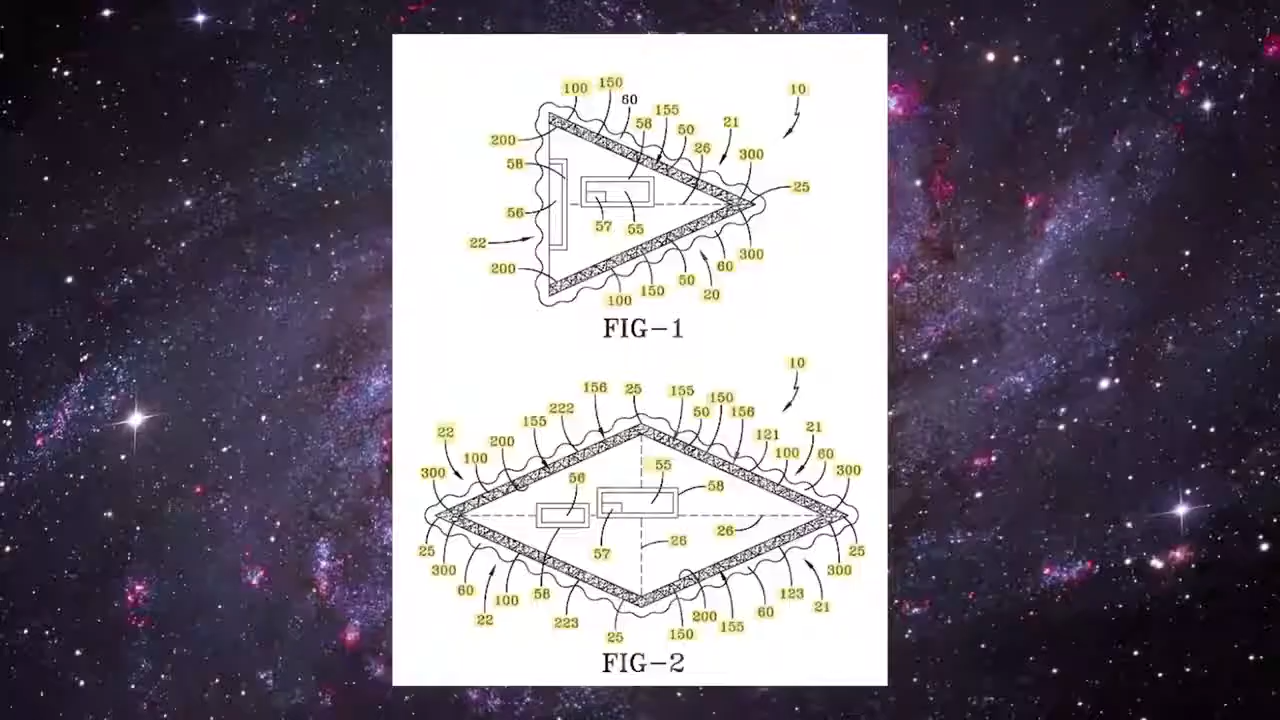 100 150 60 155 58 50 21 26 10
200 300
58 25
56 57 55
22
200 300
60
50
100 150 20
FIG-1
10
156 25 155 150
222 50 156
155 121 21
22 200 100 60
100 300
300 56 55 58
26
57 26
25 25
300 300
60 100 58 123
22 223 200 60 21
25 150 155
FIG-2